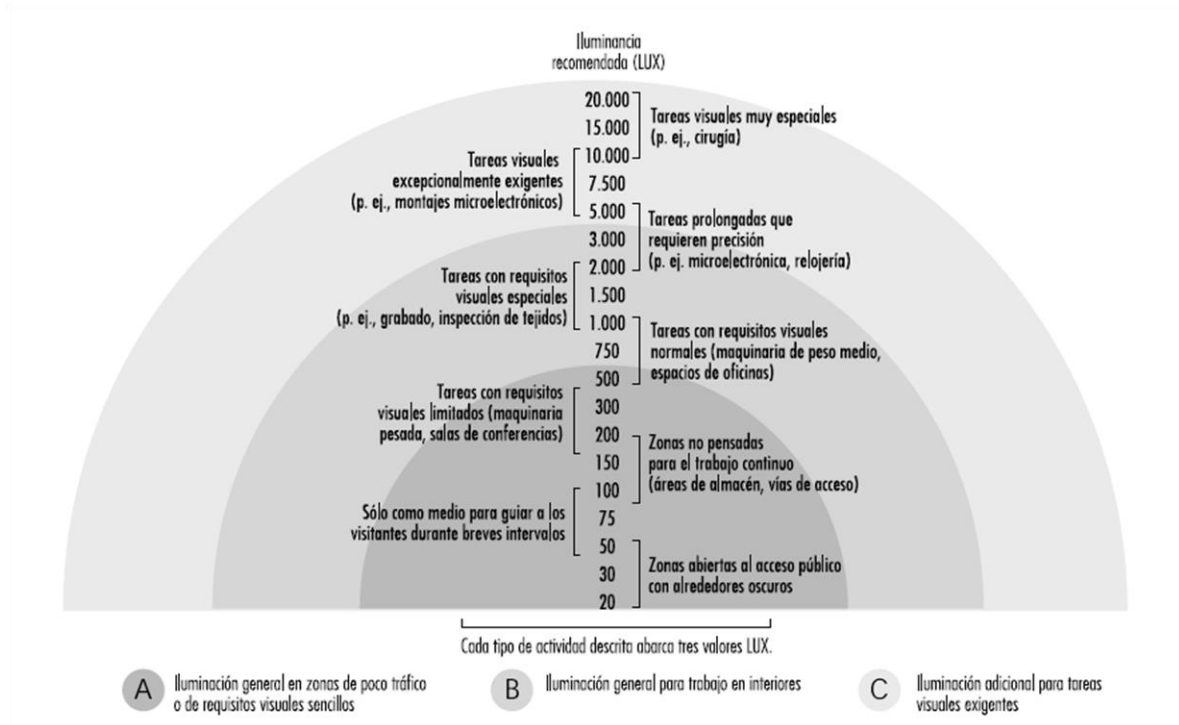 Iluminancia
recomendada (LUX)
20.000
15.000
10.000
7.500
5.000
3.000
2.000
1.500
1.000
750
500
300
200
150
100
75
50
30
20
Tareas visuales muy especiales
(p. ej., cirugía)
Tareas visuales
excepcionalmente exigentes
(p. ej., montajes microelectrónicos)
Tareas prolongadas que
requieren precisión
(p. ej. microelectrónica, relojería)
Tareas con requisitos
visuales especiales
(p. ej., grabado, inspección de tejidos)
Tareas con requisitos visuales
normales (maquinaria de peso medio,
espacios de oficinas)
Tareas con requisitos
visuales limitados (maquinaria
pesada, salas de conferencias)
Zonas no pensadas
para el trabajo continuo
(áreas de almacén, vías de acceso)
Sólo como medio para guiar a los
visitantes durante breves intervalos
Zonas abiertas al acceso público
con alrededores oscuros
Cada tipo de actividad descrita abarca tres valores LUX.
A
Iluminación general en zonas de poco tráfico
o de requisitos visuales sencillos
B
Iluminación general para trabajo en interiores
C
Iluminación adicional para tareas
visuales exigentes